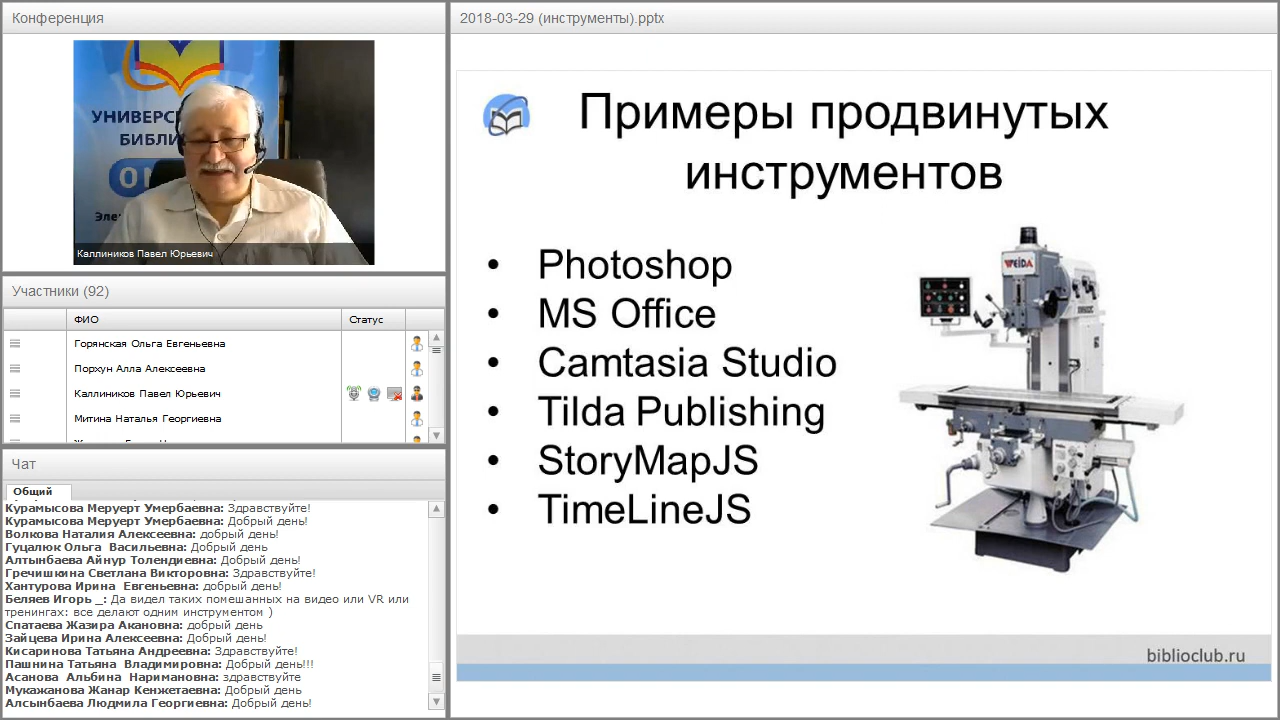 Конференция
УНИВЕРС
БИБЛИ
Эле
Каллиников Павел Юрьевич
Участники (92)
ФИО
Статус
Горянская Ольга Евгеньевна
Порхун Алла Алексеевна
Каллиников Павел Юрьевич
Митина Наталья Георгиевна
Чат
Общий
Курамысова Меруерт Умербаевна: Здравствуйте!
Курамысова Меруерт Умербаевна: Добрый день!
Волкова Наталия Алексеевна: добрый день!
Гуцалюк Ольга Васильевна: Добрый день
Алтынбаева Айнур Толендиевна: Добрый день!
Гречишкина Светлана Викторовна: Здравствуйте!
Хантурова Ирина Евгеньевна: добрый день!
Беляев Игорь _: Да видел таких помешанных на видео или VR или
тренингах: все делают одним инструментом )
Спатаева Жазира Акановна: добрый день
Зайцева Ирина Алексеевна: Добрый день!
Кисаринова Татьяна Андреевна: Здравствуйте!
Пашнина Татьяна Владимировна: Добрый день!!!
Асанова Альбина Наримановна: здравствуйте
Мукажанова Жанар Кенжетаевна: Добрый день
Алсынбаева Людмила Георгиевна: Добрый день!
2018-03-29 (инструменты).pptx
Примеры продвинутых
инструментов
• Photoshop
• MS Office
• Camtasia Studio
• Tilda Publishing
• StoryMapJS
• TimeLineJS
WEIDA
biblioclub.ru